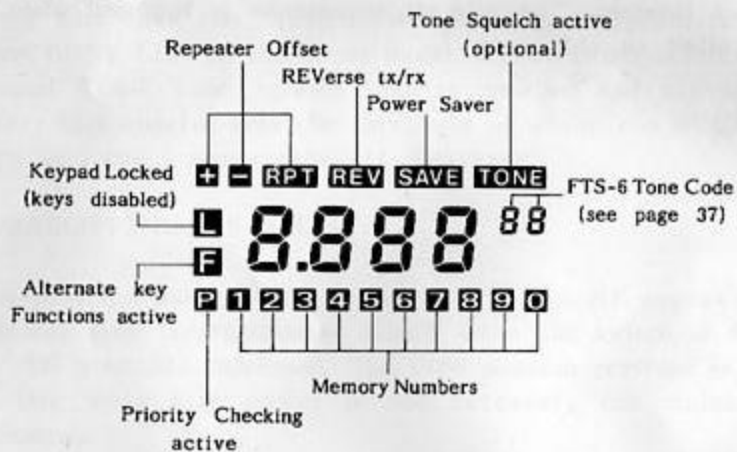 Tone Squelch active
(optional)
Repeater Offset
REVerse tx/rx
Power Saver
+ - RPT REV SAVE TONE
Keypad Locked
(keys disabled)
FTS-6 Tone Code
(see page 37)
L 8.888 88
F
Alternate key
Functions active
P 1 2 3 4 5 6 7 8 9 0
Memory Numbers
Priority Checking
active